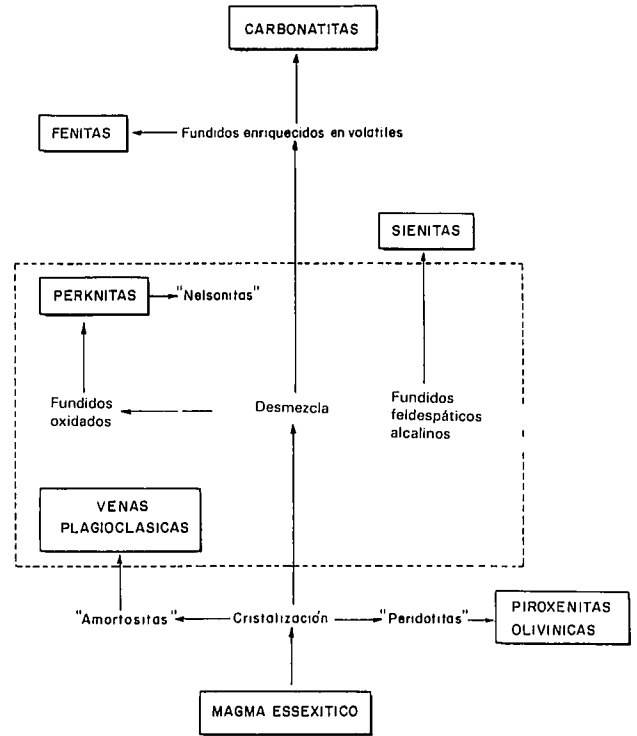 CARBONATITAS
FENITAS
Fundidos enriquecidos en volatiles
SIENITAS
PERKNITAS
"Nelsonitas"
Fundidos
oxidados
Desmezcla
Fundidos
feldespáticos
alcalinos
VENAS
PLAGIOCLASICAS
"Amortositas"
Cristalización
"Peridotitas"
PIROXENITAS
OLIVINICAS
MAGMA ESSEXITICO